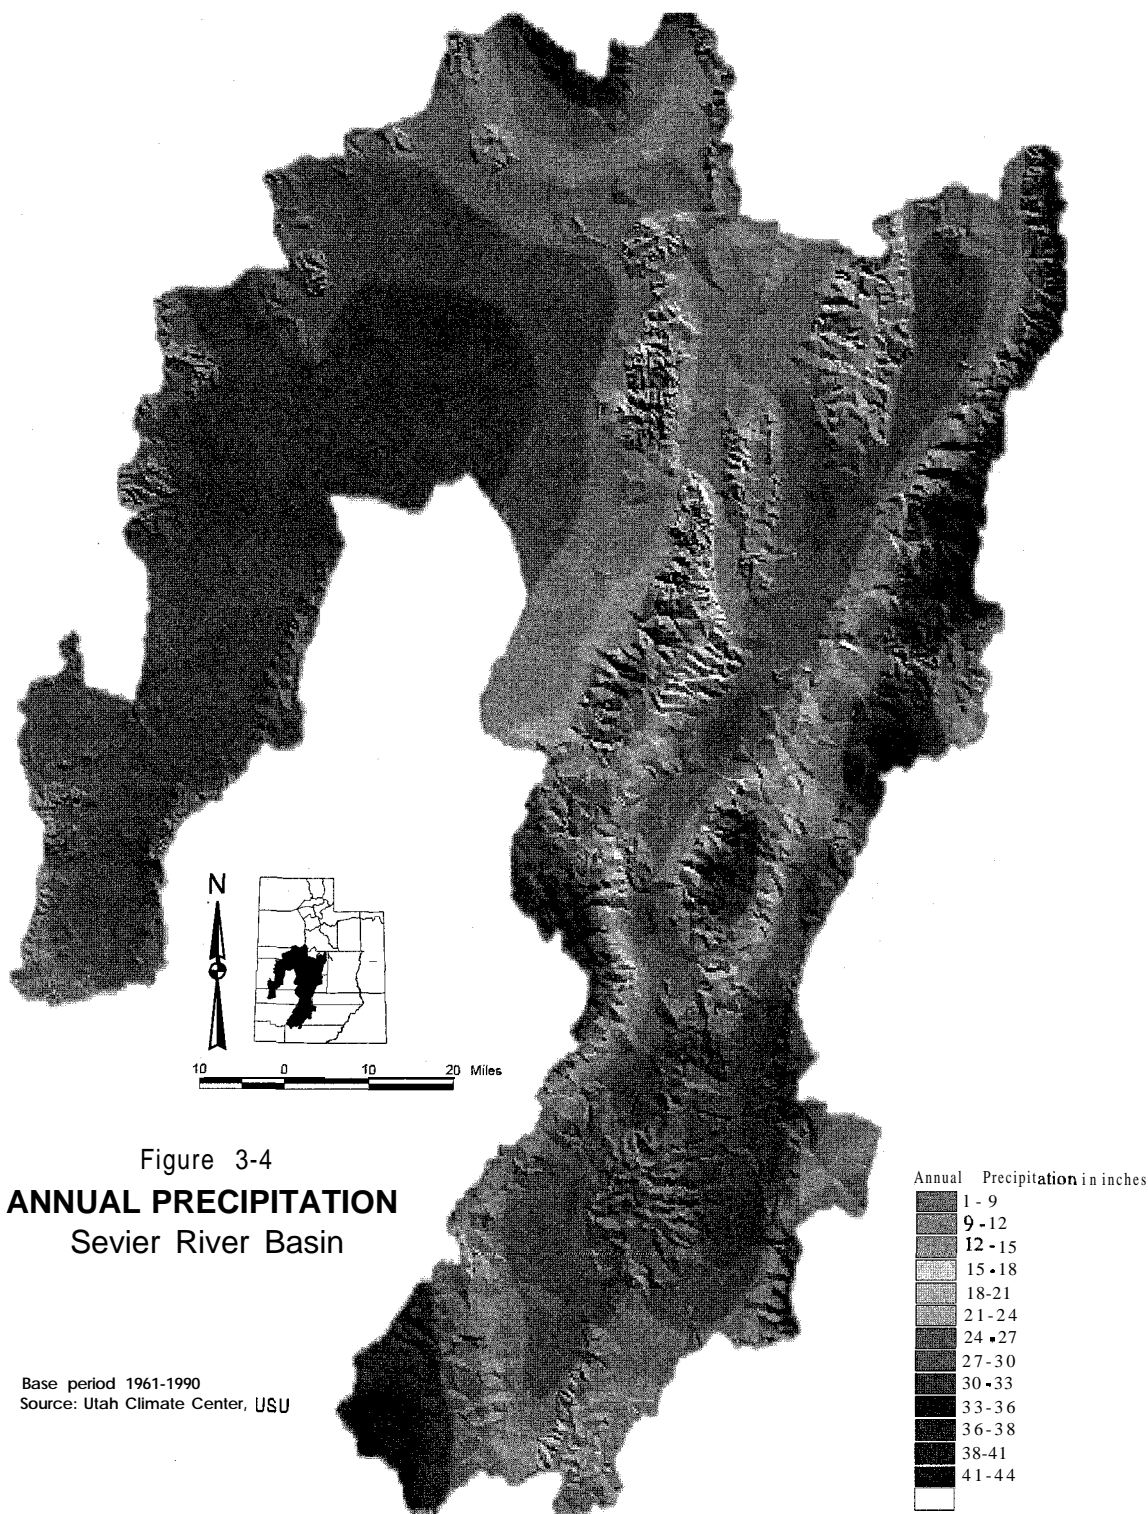 N
10 0 10 20 Miles
Figure 3-4
ANNUAL PRECIPITATION
Sevier River Basin
Base period 1961-1990
Source: Utah Climate Center, USU
Annual Precipitation in inches
1 - 9
9 - 12
12 - 15
15 - 18
18-21
21-24
24 - 27
27-30
30-33
33-36
36-38
38-41
41-44